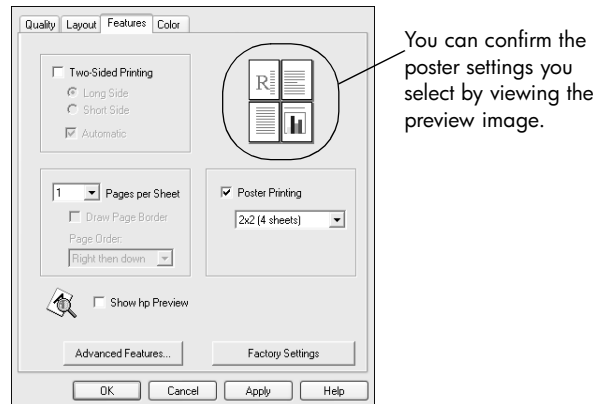 Quality Layout Features Color
Two-Sided Printing
Long Side
Short Side
Automatic
R
You can confirm the
poster settings you
select by viewing the
preview image.
1 Pages per Sheet
Draw Page Border
Page Order:
Right then down
Poster Printing
2x2 (4 sheets)
Show hp Preview
Advanced Features... Factory Settings
OK Cancel Apply Help